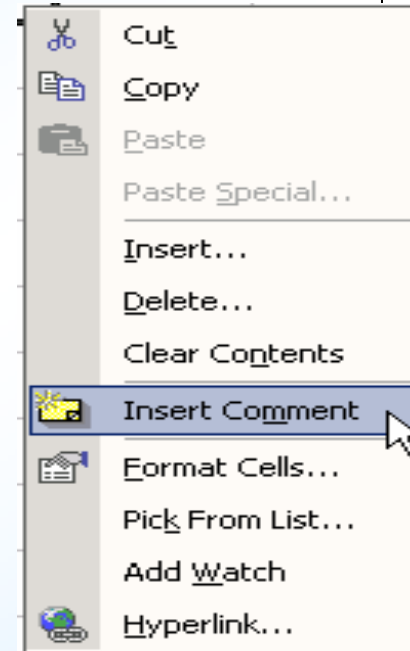 Cut
Copy
Paste
Paste Special...
Insert...
Delete...
Clear Contents
Insert Comment
Format Cells...
Pick From List...
Add Watch
Hyperlink...